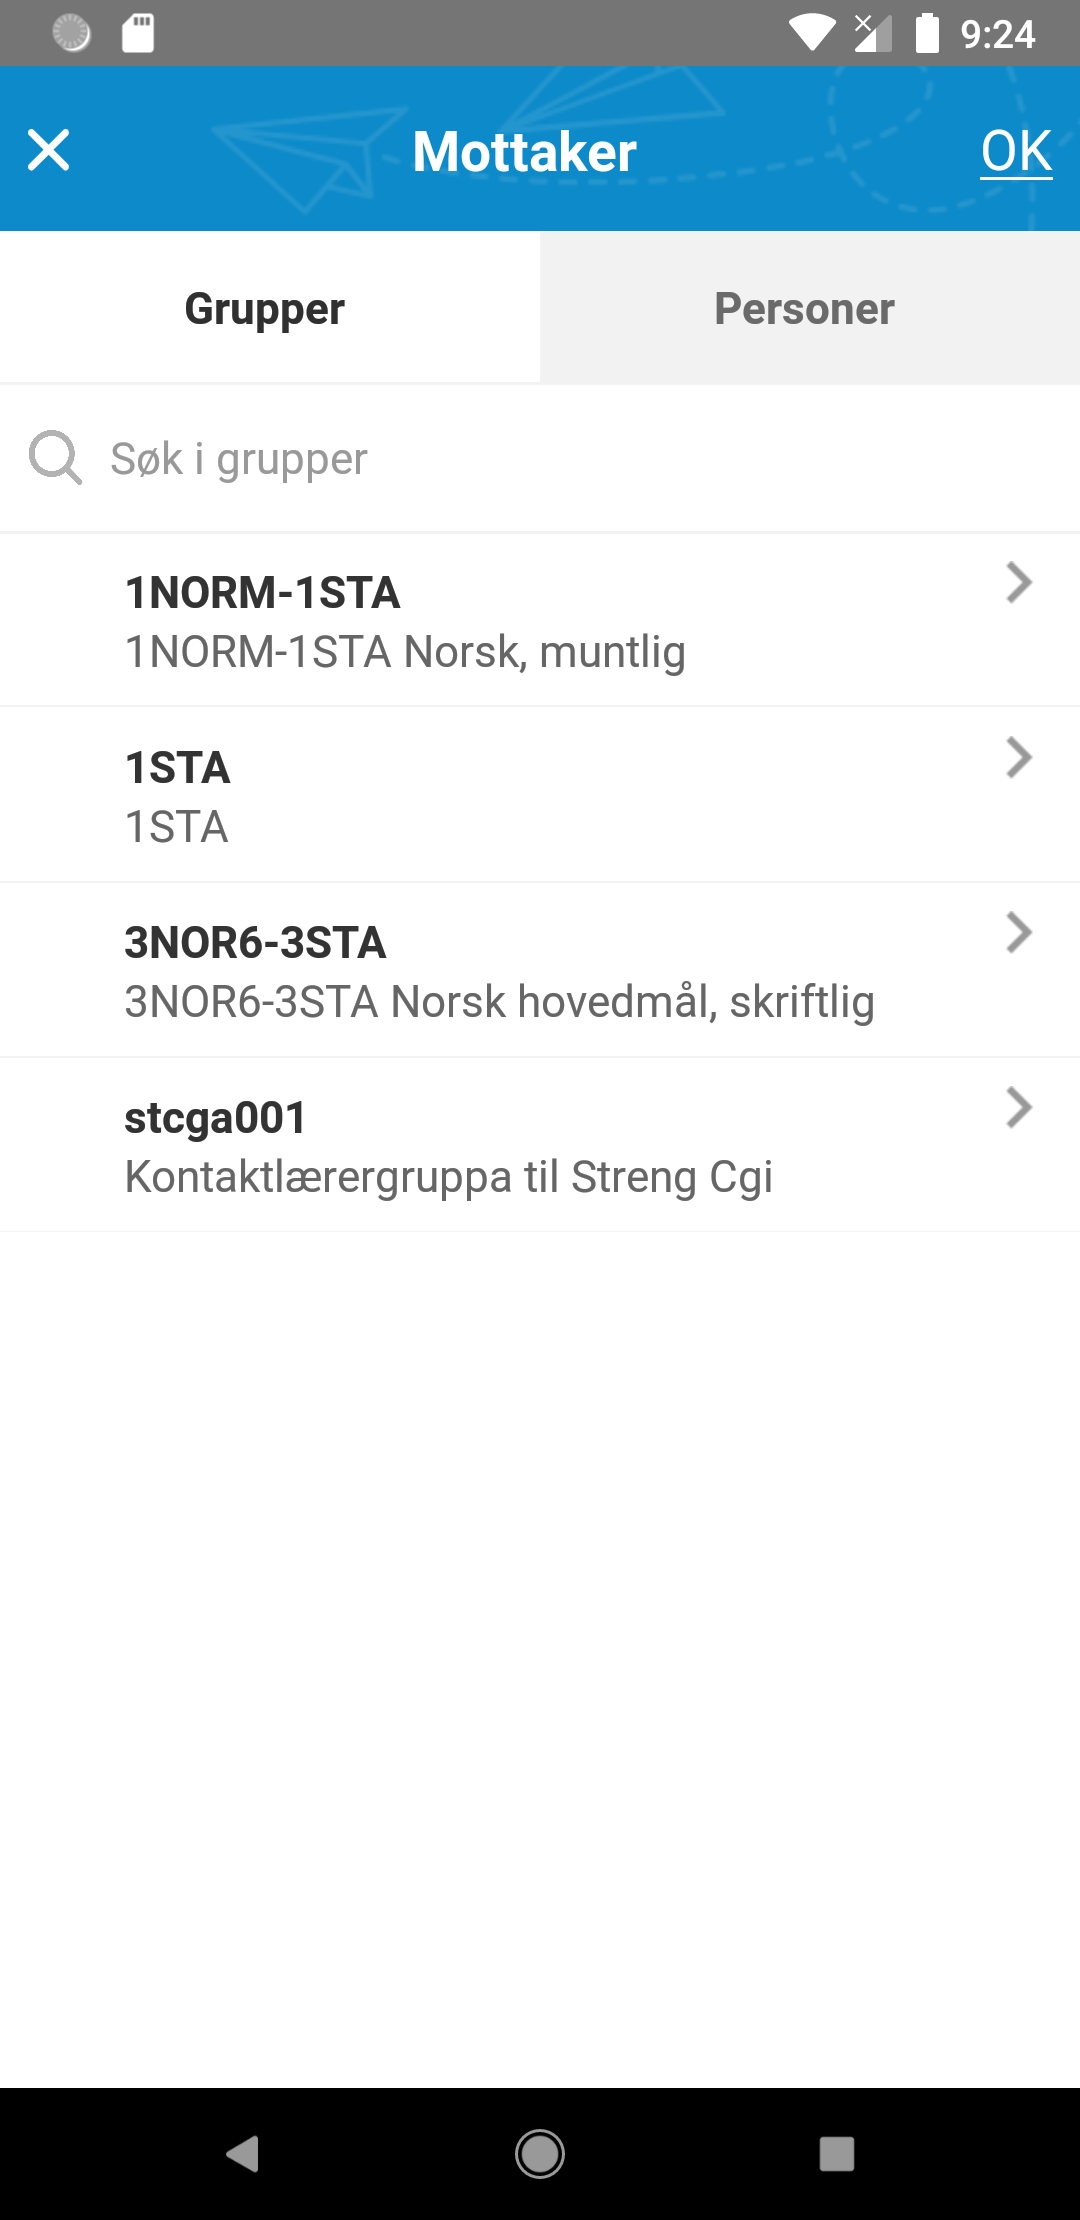 9:24
Mottaker
OK
Grupper
Personer
Søk i grupper
1NORM-1STA
1NORM-1STA Norsk, muntlig
1STA
1STA
3NOR6-3STA
3NOR6-3STA Norsk hovedmål, skriftlig
stcga001
Kontaktlærergruppa til Streng Cgi